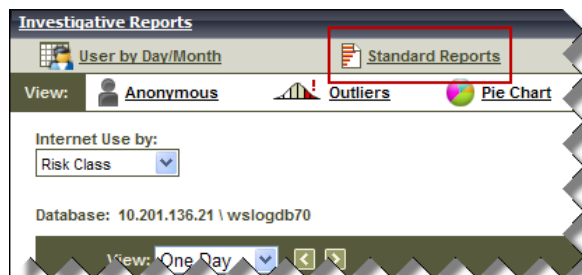 Investigative Reports
User by Day/Month Standard Reports
View: Anonymous Outliers Pie Chart
Internet Use by:
Risk Class
Database: 10.201.136.21 \ wslogdb70
View: One Day